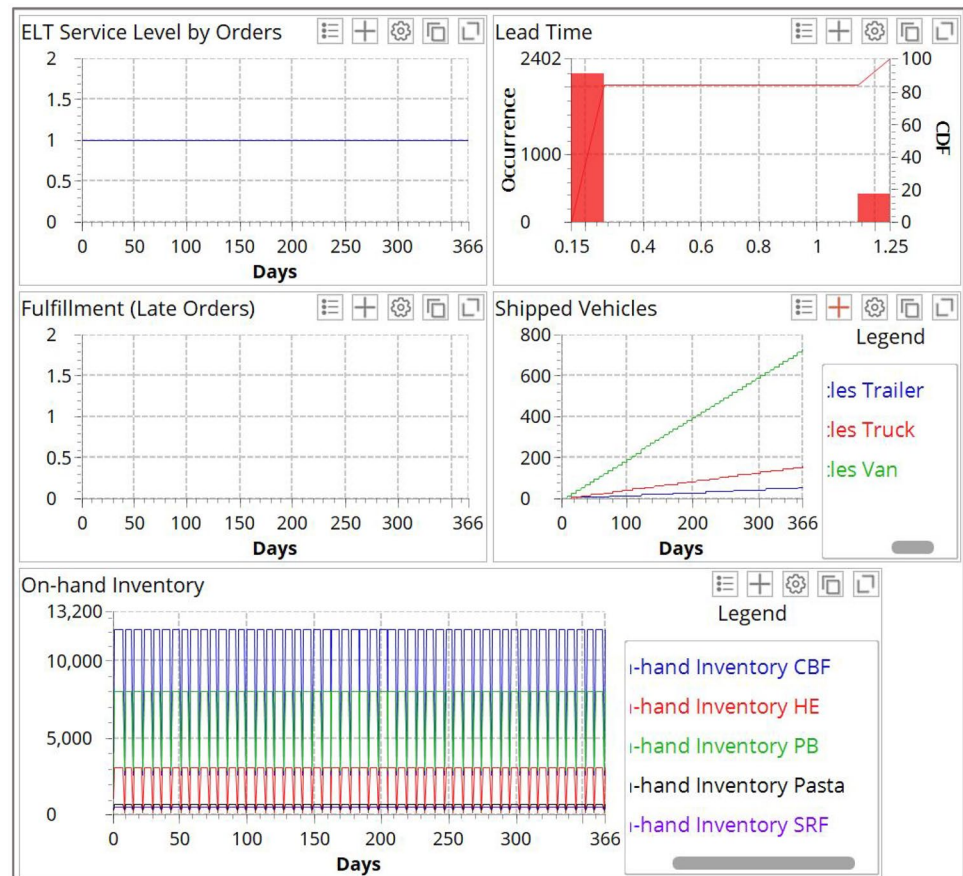 ELT Service Level by Orders
2
1.5
1
0.5
0
0 50 100 150 200 250 300 366
Days
Lead Time
2402
1000
0
Occurrence
100
80
60
40
20
0
CDF
0.15 0.4 0.6 0.8 1 1.25
Fulfillment (Late Orders)
2
1.5
1
0.5
0
0 50 100 150 200 250 300 366
Days
Shipped Vehicles
800
600
400
200
0
0 100 200 300 366
Days
Legend
:les Trailer
:les Truck
:les Van
On-hand Inventory
13,200
10,000
5,000
0
0 50 100 150 200 250 300 366
Days
Legend
-hand Inventory CBF
-hand Inventory HE
-hand Inventory PB
-hand Inventory Pasta
-hand Inventory SRF